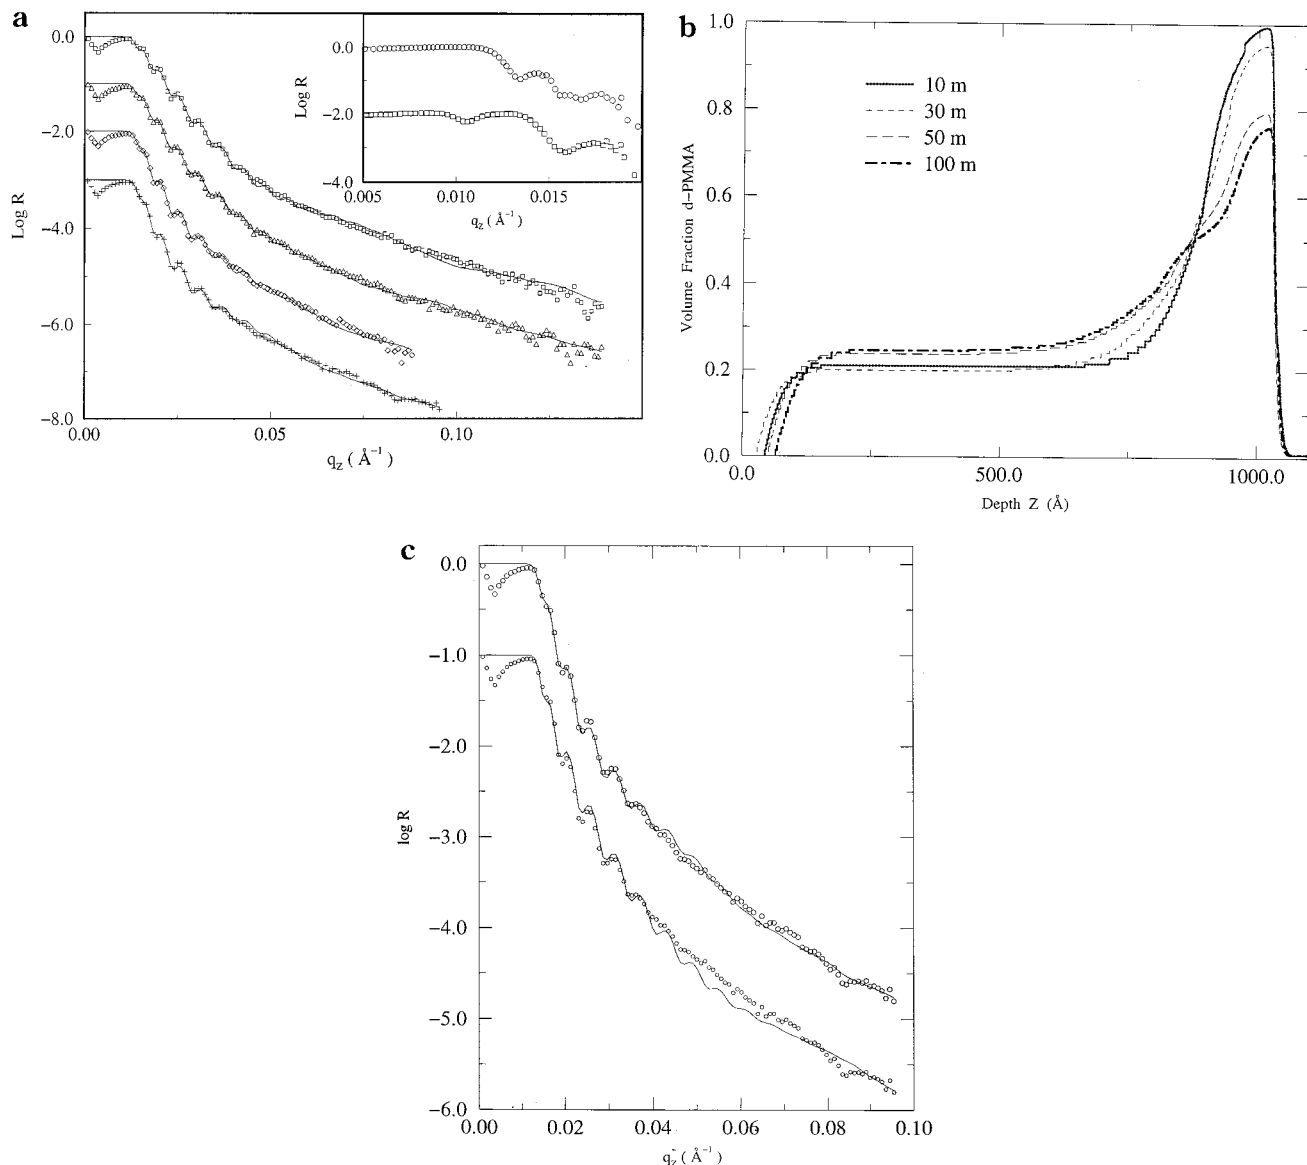 a
0.0
−2.0
−4.0
−6.0
−8.0
Log R
0.00
0.05
0.10
q_z ( Å⁻¹ )
0.0
−2.0
−4.0
Log R
0.005
0.010
0.015
q_z ( Å⁻¹ )
b
1.0
0.8
0.6
0.4
0.2
0.0
Volume Fraction d−PMMA
10 m
30 m
50 m
100 m
0.0
500.0
1000.0
Depth Z (Å)
c
0.0
−1.0
−2.0
−3.0
−4.0
−5.0
−6.0
log R
0.00
0.02
0.04
0.06
0.08
0.10
q_z ( Å⁻¹ )